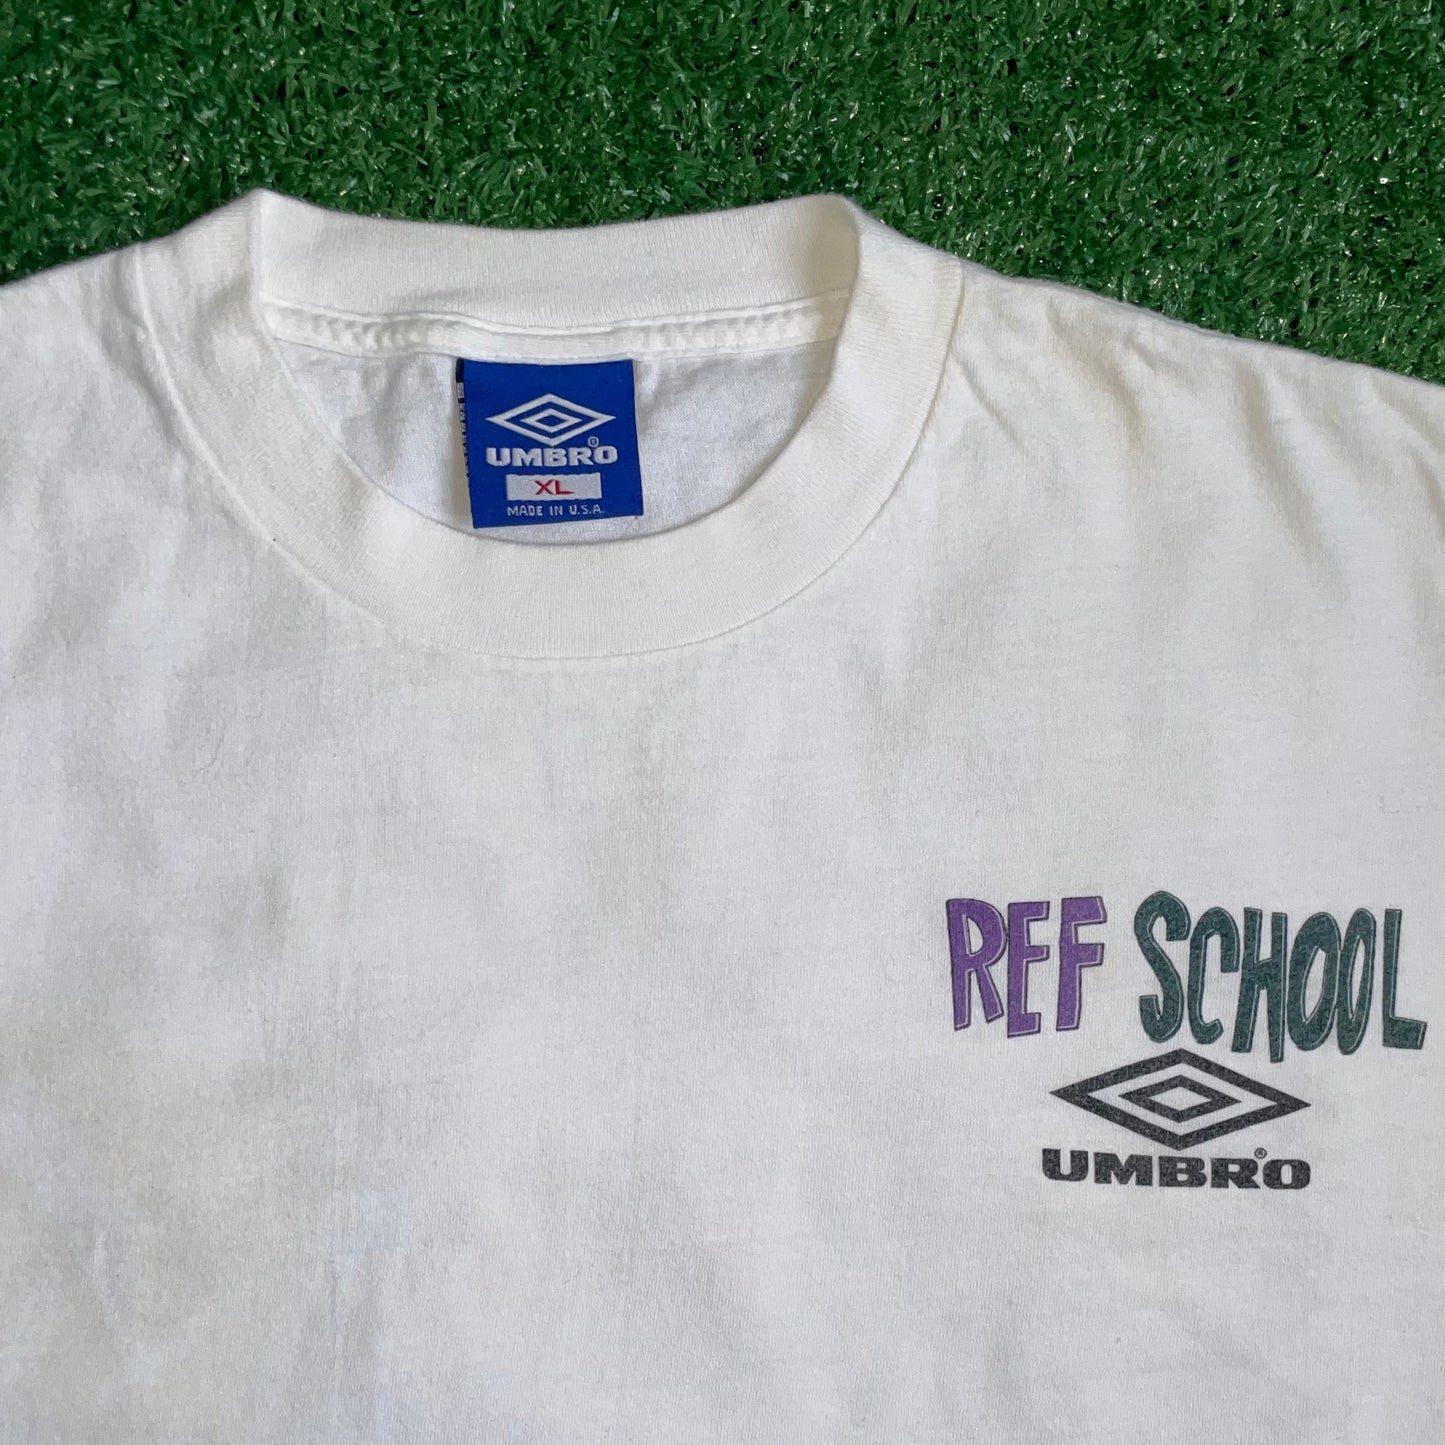 UMBRO®
XL
MADE IN U.S.A.
REF SCHOOL
UMBRO®